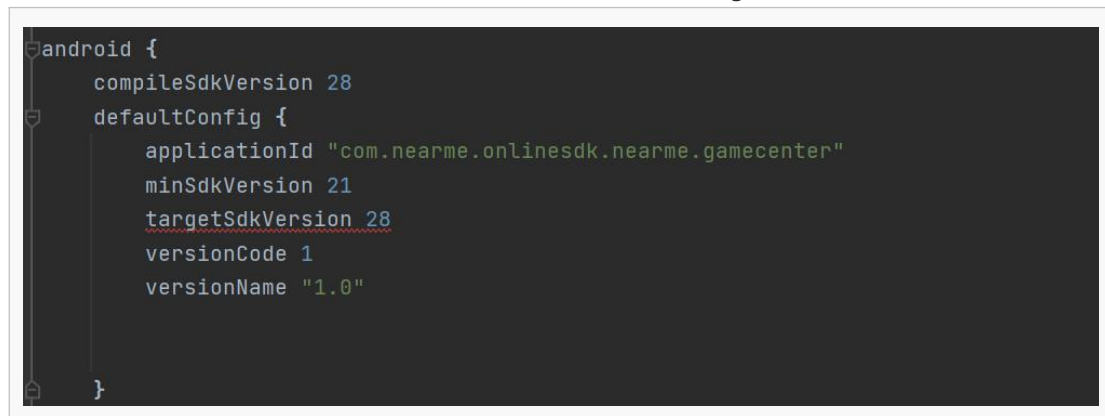 android {
    compileSdkVersion 28
    defaultConfig {
        applicationId "com.nearme.onlinesdk.nearme.gamecenter"
        minSdkVersion 21
        targetSdkVersion 28
        versionCode 1
        versionName "1.0"
    }